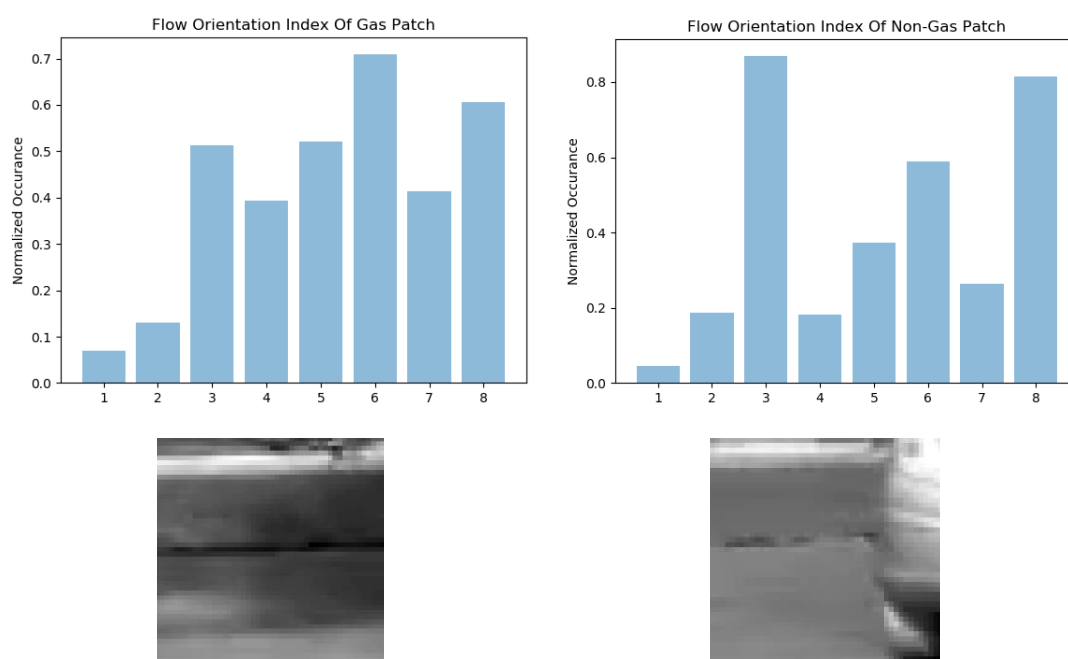 Flow Orientation Index Of Gas Patch
Normalized Occurance
0.7
0.6
0.5
0.4
0.3
0.2
0.1
0.0
1 2 3 4 5 6 7 8
Flow Orientation Index Of Non-Gas Patch
Normalized Occurance
0.8
0.6
0.4
0.2
0.0
1 2 3 4 5 6 7 8